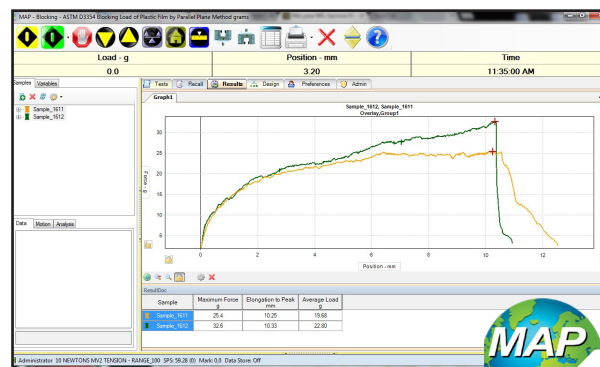 MAP - Blocking - ASTM D3354 Blocking Load of Plastic Film by Parallel Plane Method grams
Load - g
Position - mm
Time
0.0
3.20
11:35:00 AM
Samples Variables
Tests Recall Results Design Preferences Admin
Graph1
Sample_1611
Sample_1612
Sample_1612, Sample_1611
Overlay,Group1
Force - g
30
25
20
15
10
5
0 2 4 6 8 10 12
Position - mm
Data Motion Analysis
ResultDoc
Sample Maximum Force g Elongation to Peak mm Average Load g
Sample_1611 25.4 10.25 19.68
Sample_1612 32.6 10.33 22.80
MAP
Administrator 10 NEWTONS MV2 TENSION - RANGE_100 SPS: 59.28 (0) Mark: 0,0 Data Store: Off